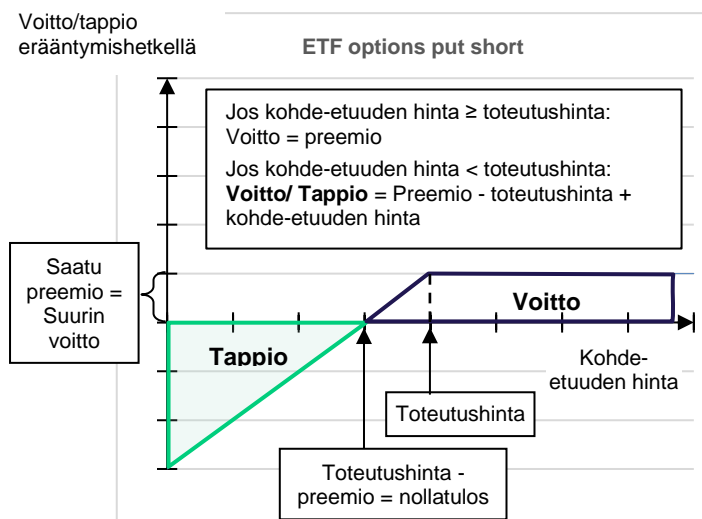 Voitto/tappio
erääntymishetkellä
ETF options put short
Jos kohde-etuuden hinta ≥ toteutushinta:
Voitto = preemio
Jos kohde-etuuden hinta < toteutushinta:
Voitto/ Tappio = Preemio - toteutushinta +
kohde-etuuden hinta
Saatu
preemio =
Suurin
voitto
Voitto
Tappio
Kohde-
etuuden hinta
Toteutushinta
Toteutushinta -
preemio = nollatulos